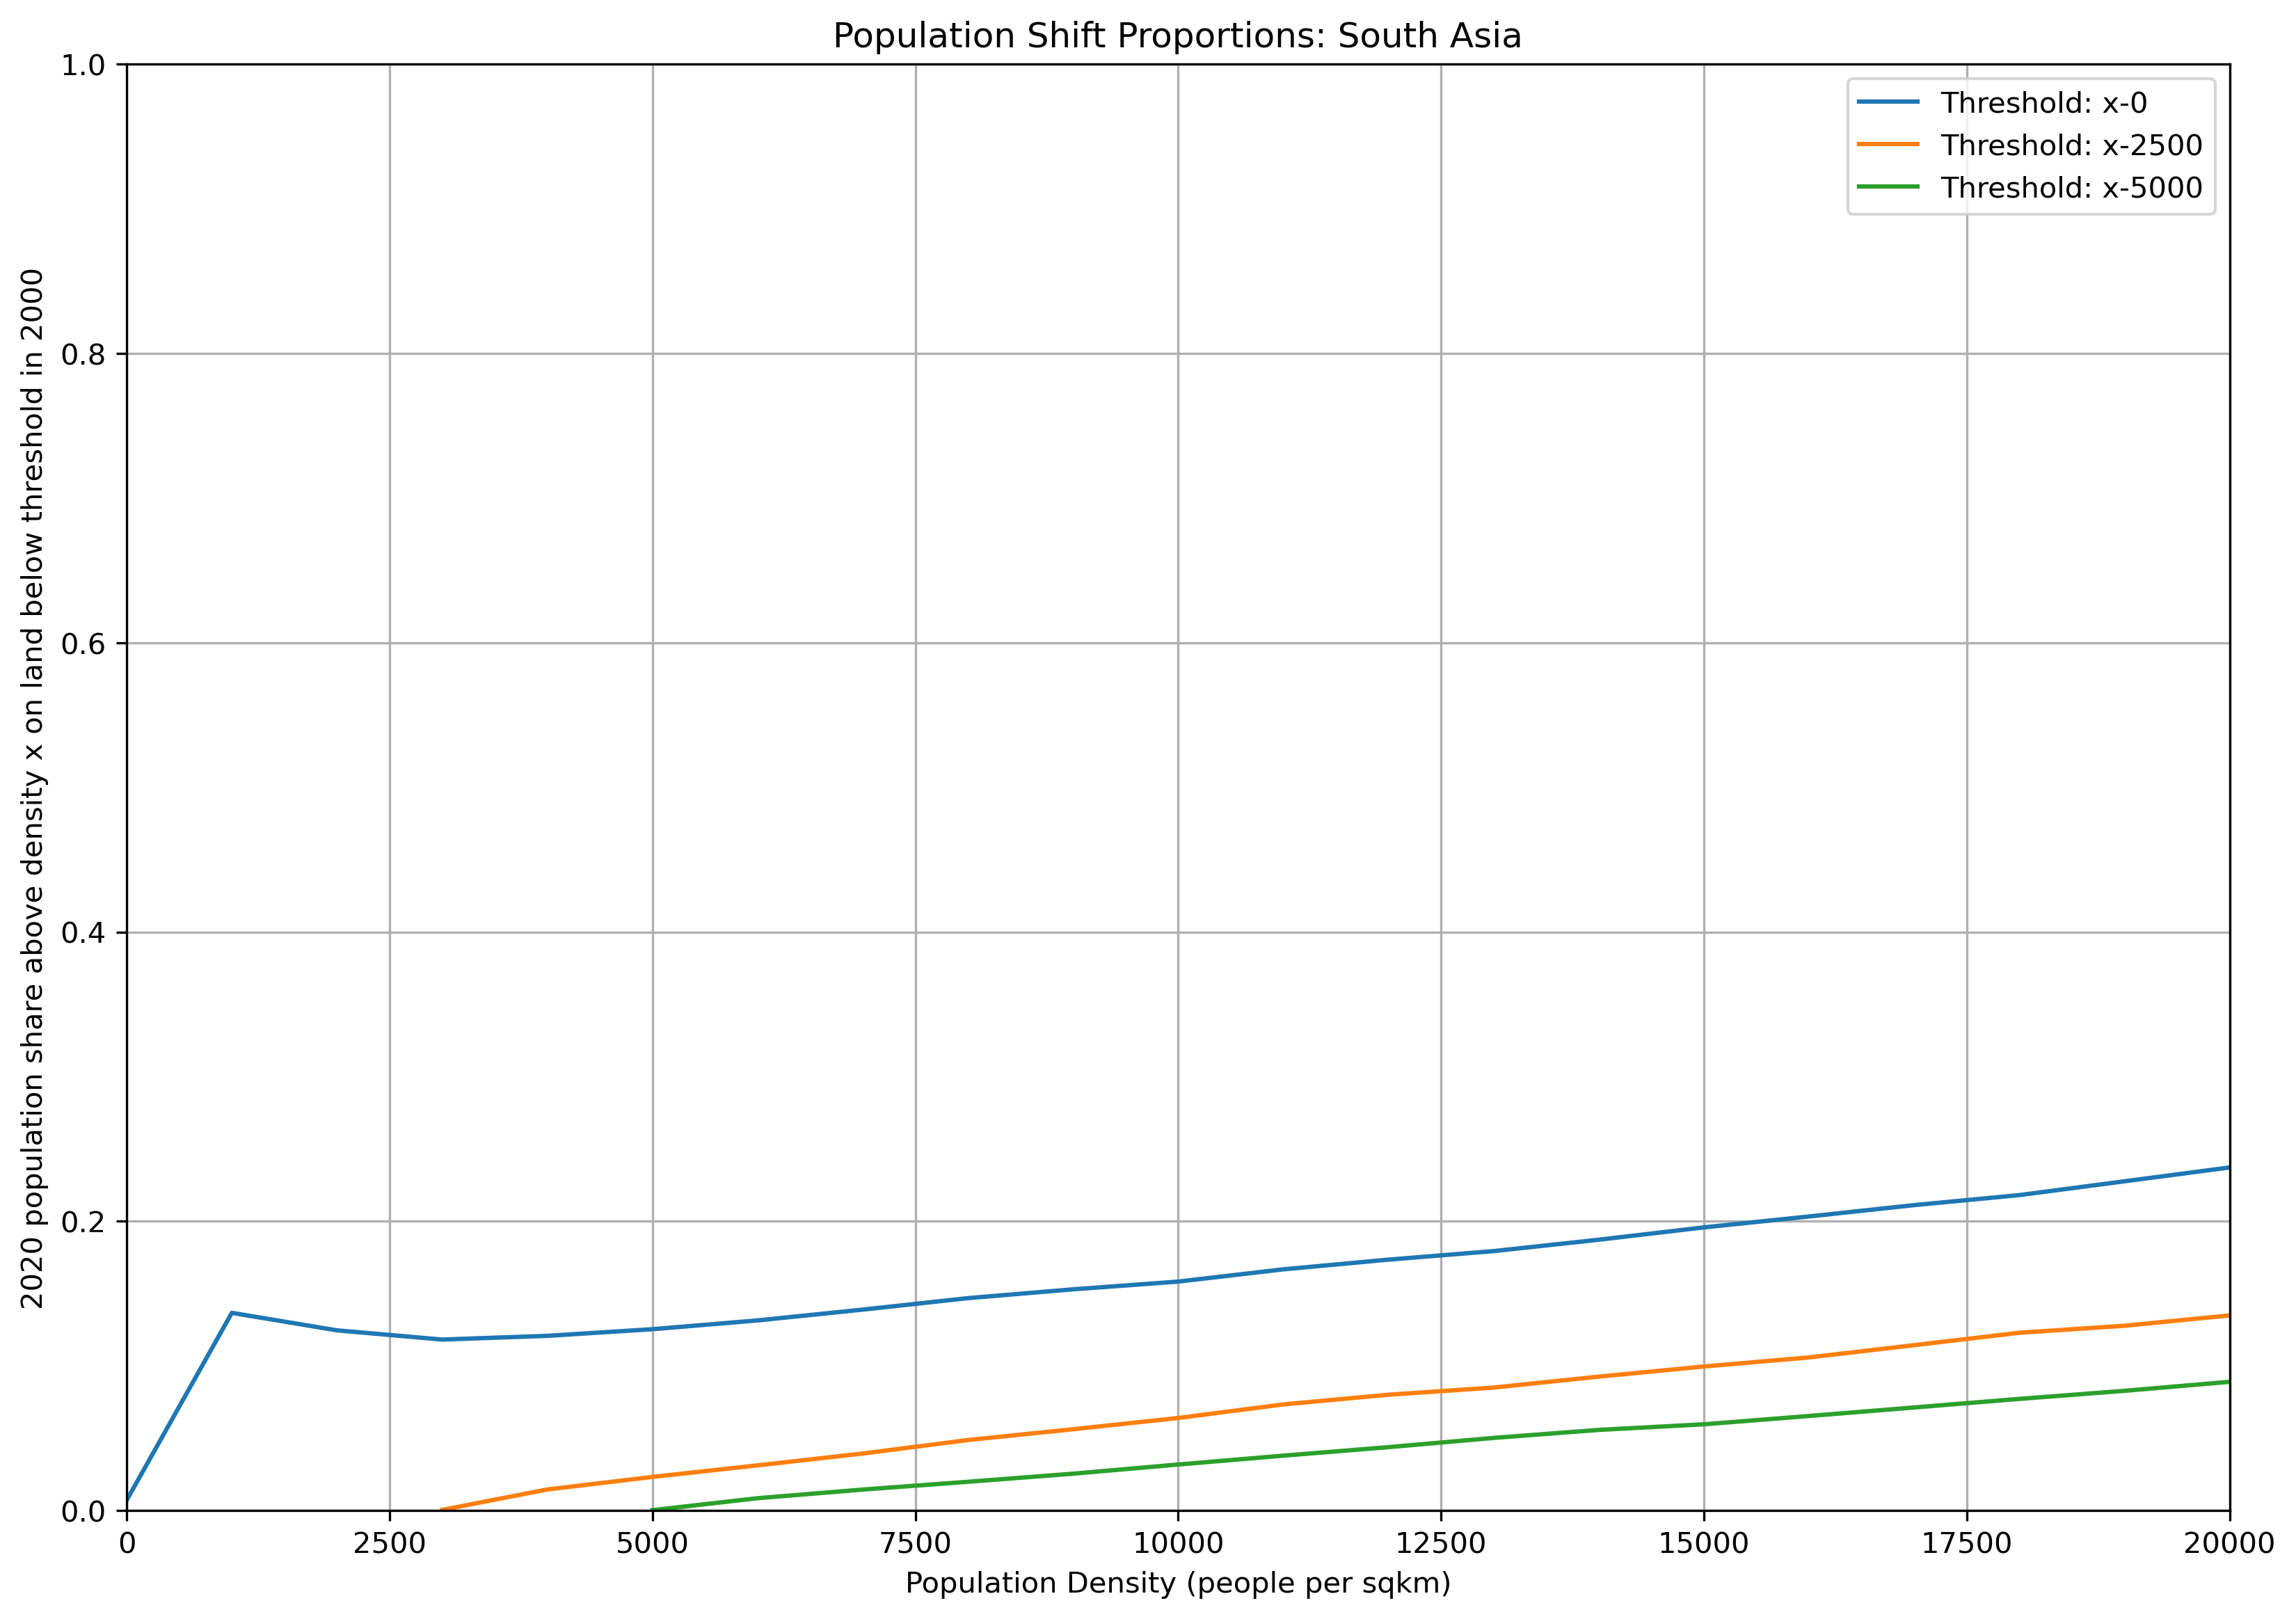 Population Shift Proportions: South Asia
Threshold: x-0
Threshold: x-2500
Threshold: x-5000
2020 population share above density x on land below threshold in 2000
1.0
0.8
0.6
0.4
0.2
0.0
0 2500 5000 7500 10000 12500 15000 17500 20000
Population Density (people per sqkm)